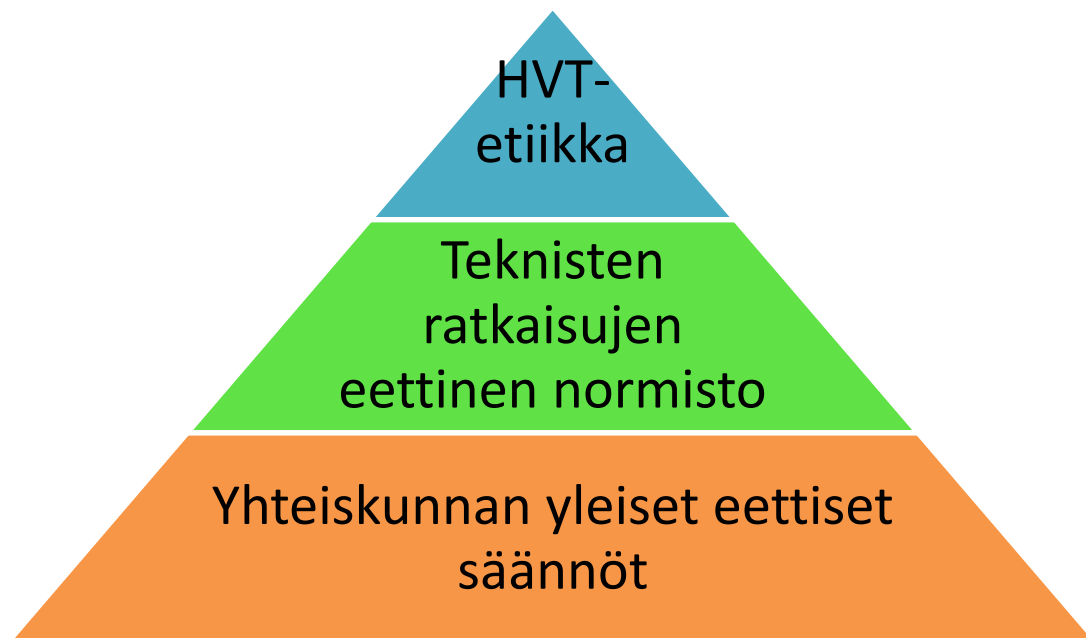 HVT-
etiikka
Teknisten
ratkaisujen
eettinen normisto
Yhteiskunnan yleiset eettiset
säännöt